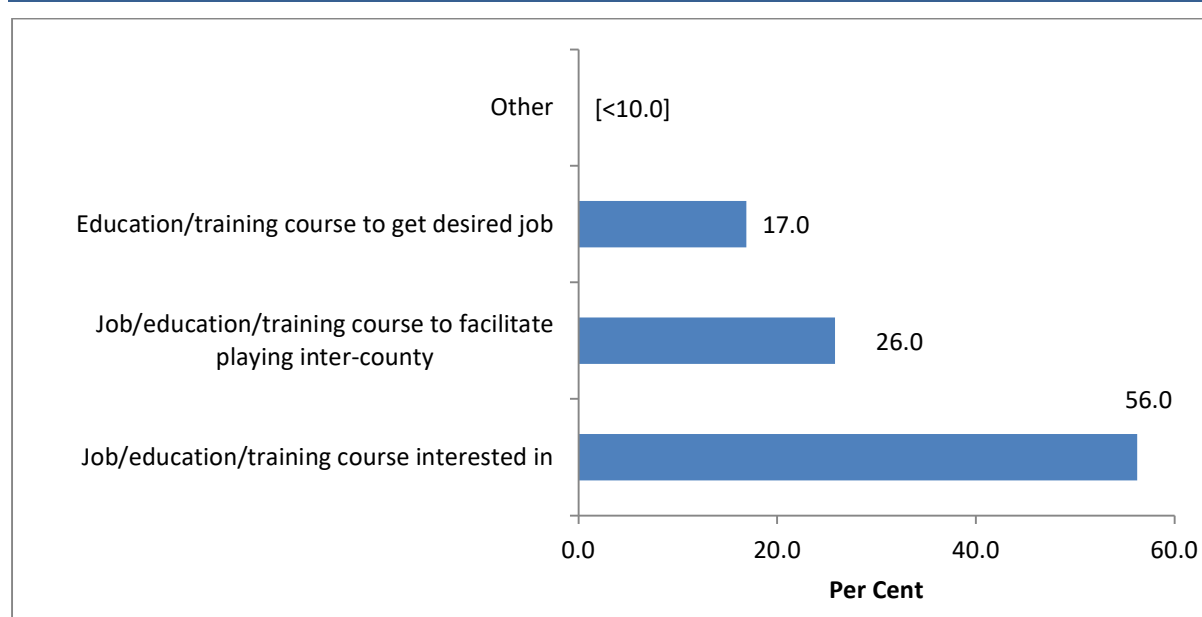 Other
[<10.0]
Education/training course to get desired job
17.0
Job/education/training course to facilitate
playing inter-county
26.0
56.0
Job/education/training course interested in
0.0
20.0
40.0
60.0
Per Cent